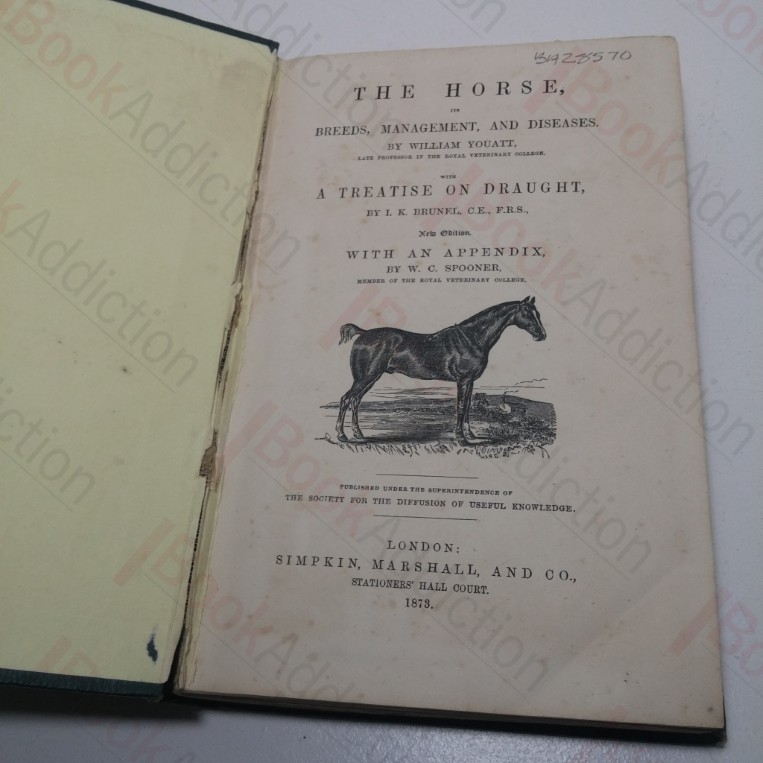 BA28570
THE HORSE,
ITS
BREEDS, MANAGEMENT, AND DISEASES.
BY WILLIAM YOUATT,
LATE PROFESSOR IN THE ROYAL VETERINARY COLLEGE.
WITH
A TREATISE ON DRAUGHT,
BY I. K. BRUNEL, C.E., F.R.S.,
New Edition.
WITH AN APPENDIX,
BY W. C. SPOONER,
MEMBER OF THE ROYAL VETERINARY COLLEGE.
PUBLISHED UNDER THE SUPERINTENDENCE OF
THE SOCIETY FOR THE DIFFUSION OF USEFUL KNOWLEDGE.
LONDON:
SIMPKIN, MARSHALL, AND CO.,
STATIONERS' HALL COURT.
1873.
BookAddiction